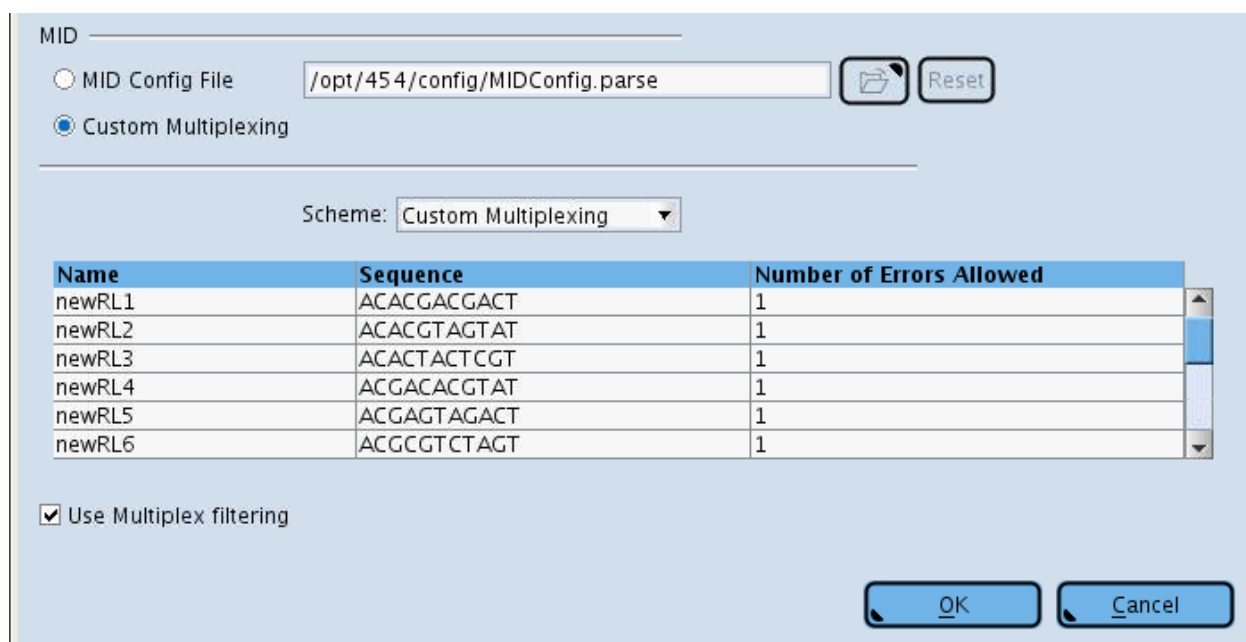 MID
MID Config File /opt/454/config/MIDConfig.parse Reset
Custom Multiplexing
Scheme: Custom Multiplexing
Name Sequence Number of Errors Allowed
newRL1 ACACGACGACT 1
newRL2 ACACGTAGTAT 1
newRL3 ACACTACTCGT 1
newRL4 ACGACACGTAT 1
newRL5 ACGAGTAGACT 1
newRL6 ACGCGTCTAGT 1
Use Multiplex filtering
OK Cancel